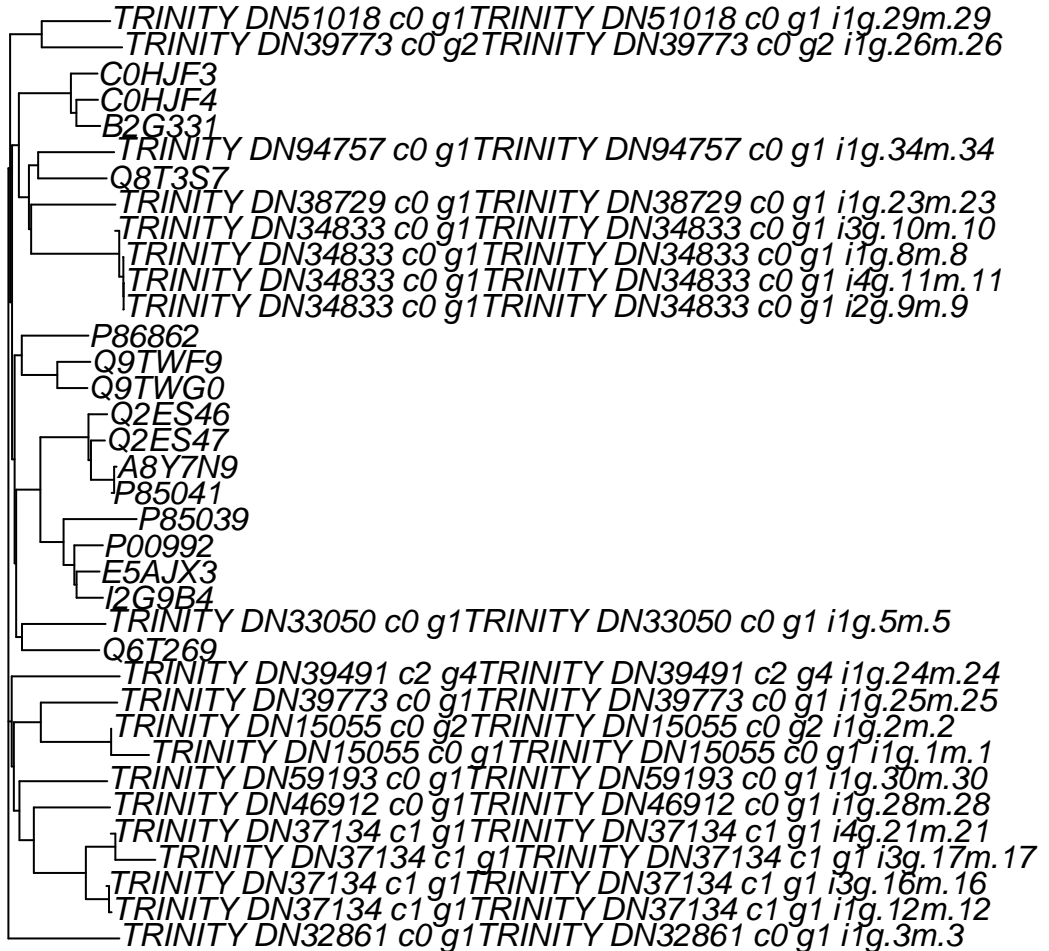 TRINITY DN51018 c0 g1TRINITY DN51018 c0 g1 i1g.29m.29
TRINITY DN39773 c0 g2TRINITY DN39773 c0 g2 i1g.26m.26
C0HJF3
C0HJF4
B2G331
TRINITY DN94757 c0 g1TRINITY DN94757 c0 g1 i1g.34m.34
Q8T3S7
TRINITY DN38729 c0 g1TRINITY DN38729 c0 g1 i1g.23m.23
TRINITY DN34833 c0 g1TRINITY DN34833 c0 g1 i3g.10m.10
TRINITY DN34833 c0 g1TRINITY DN34833 c0 g1 i1g.8m.8
TRINITY DN34833 c0 g1TRINITY DN34833 c0 g1 i4g.11m.11
TRINITY DN34833 c0 g1TRINITY DN34833 c0 g1 i2g.9m.9
P86862
Q9TWF9
Q9TWG0
Q2ES46
Q2ES47
A8Y7N9
P85041
P85039
P00992
E5AJX3
I2G9B4
TRINITY DN33050 c0 g1TRINITY DN33050 c0 g1 i1g.5m.5
Q6T269
TRINITY DN39491 c2 g4TRINITY DN39491 c2 g4 i1g.24m.24
TRINITY DN39773 c0 g1TRINITY DN39773 c0 g1 i1g.25m.25
TRINITY DN15055 c0 g2TRINITY DN15055 c0 g2 i1g.2m.2
TRINITY DN15055 c0 g1TRINITY DN15055 c0 g1 i1g.1m.1
TRINITY DN59193 c0 g1TRINITY DN59193 c0 g1 i1g.30m.30
TRINITY DN46912 c0 g1TRINITY DN46912 c0 g1 i1g.28m.28
TRINITY DN37134 c1 g1TRINITY DN37134 c1 g1 i4g.21m.21
TRINITY DN37134 c1 g1TRINITY DN37134 c1 g1 i3g.17m.17
TRINITY DN37134 c1 g1TRINITY DN37134 c1 g1 i3g.16m.16
TRINITY DN37134 c1 g1TRINITY DN37134 c1 g1 i1g.12m.12
TRINITY DN32861 c0 g1TRINITY DN32861 c0 g1 i1g.3m.3